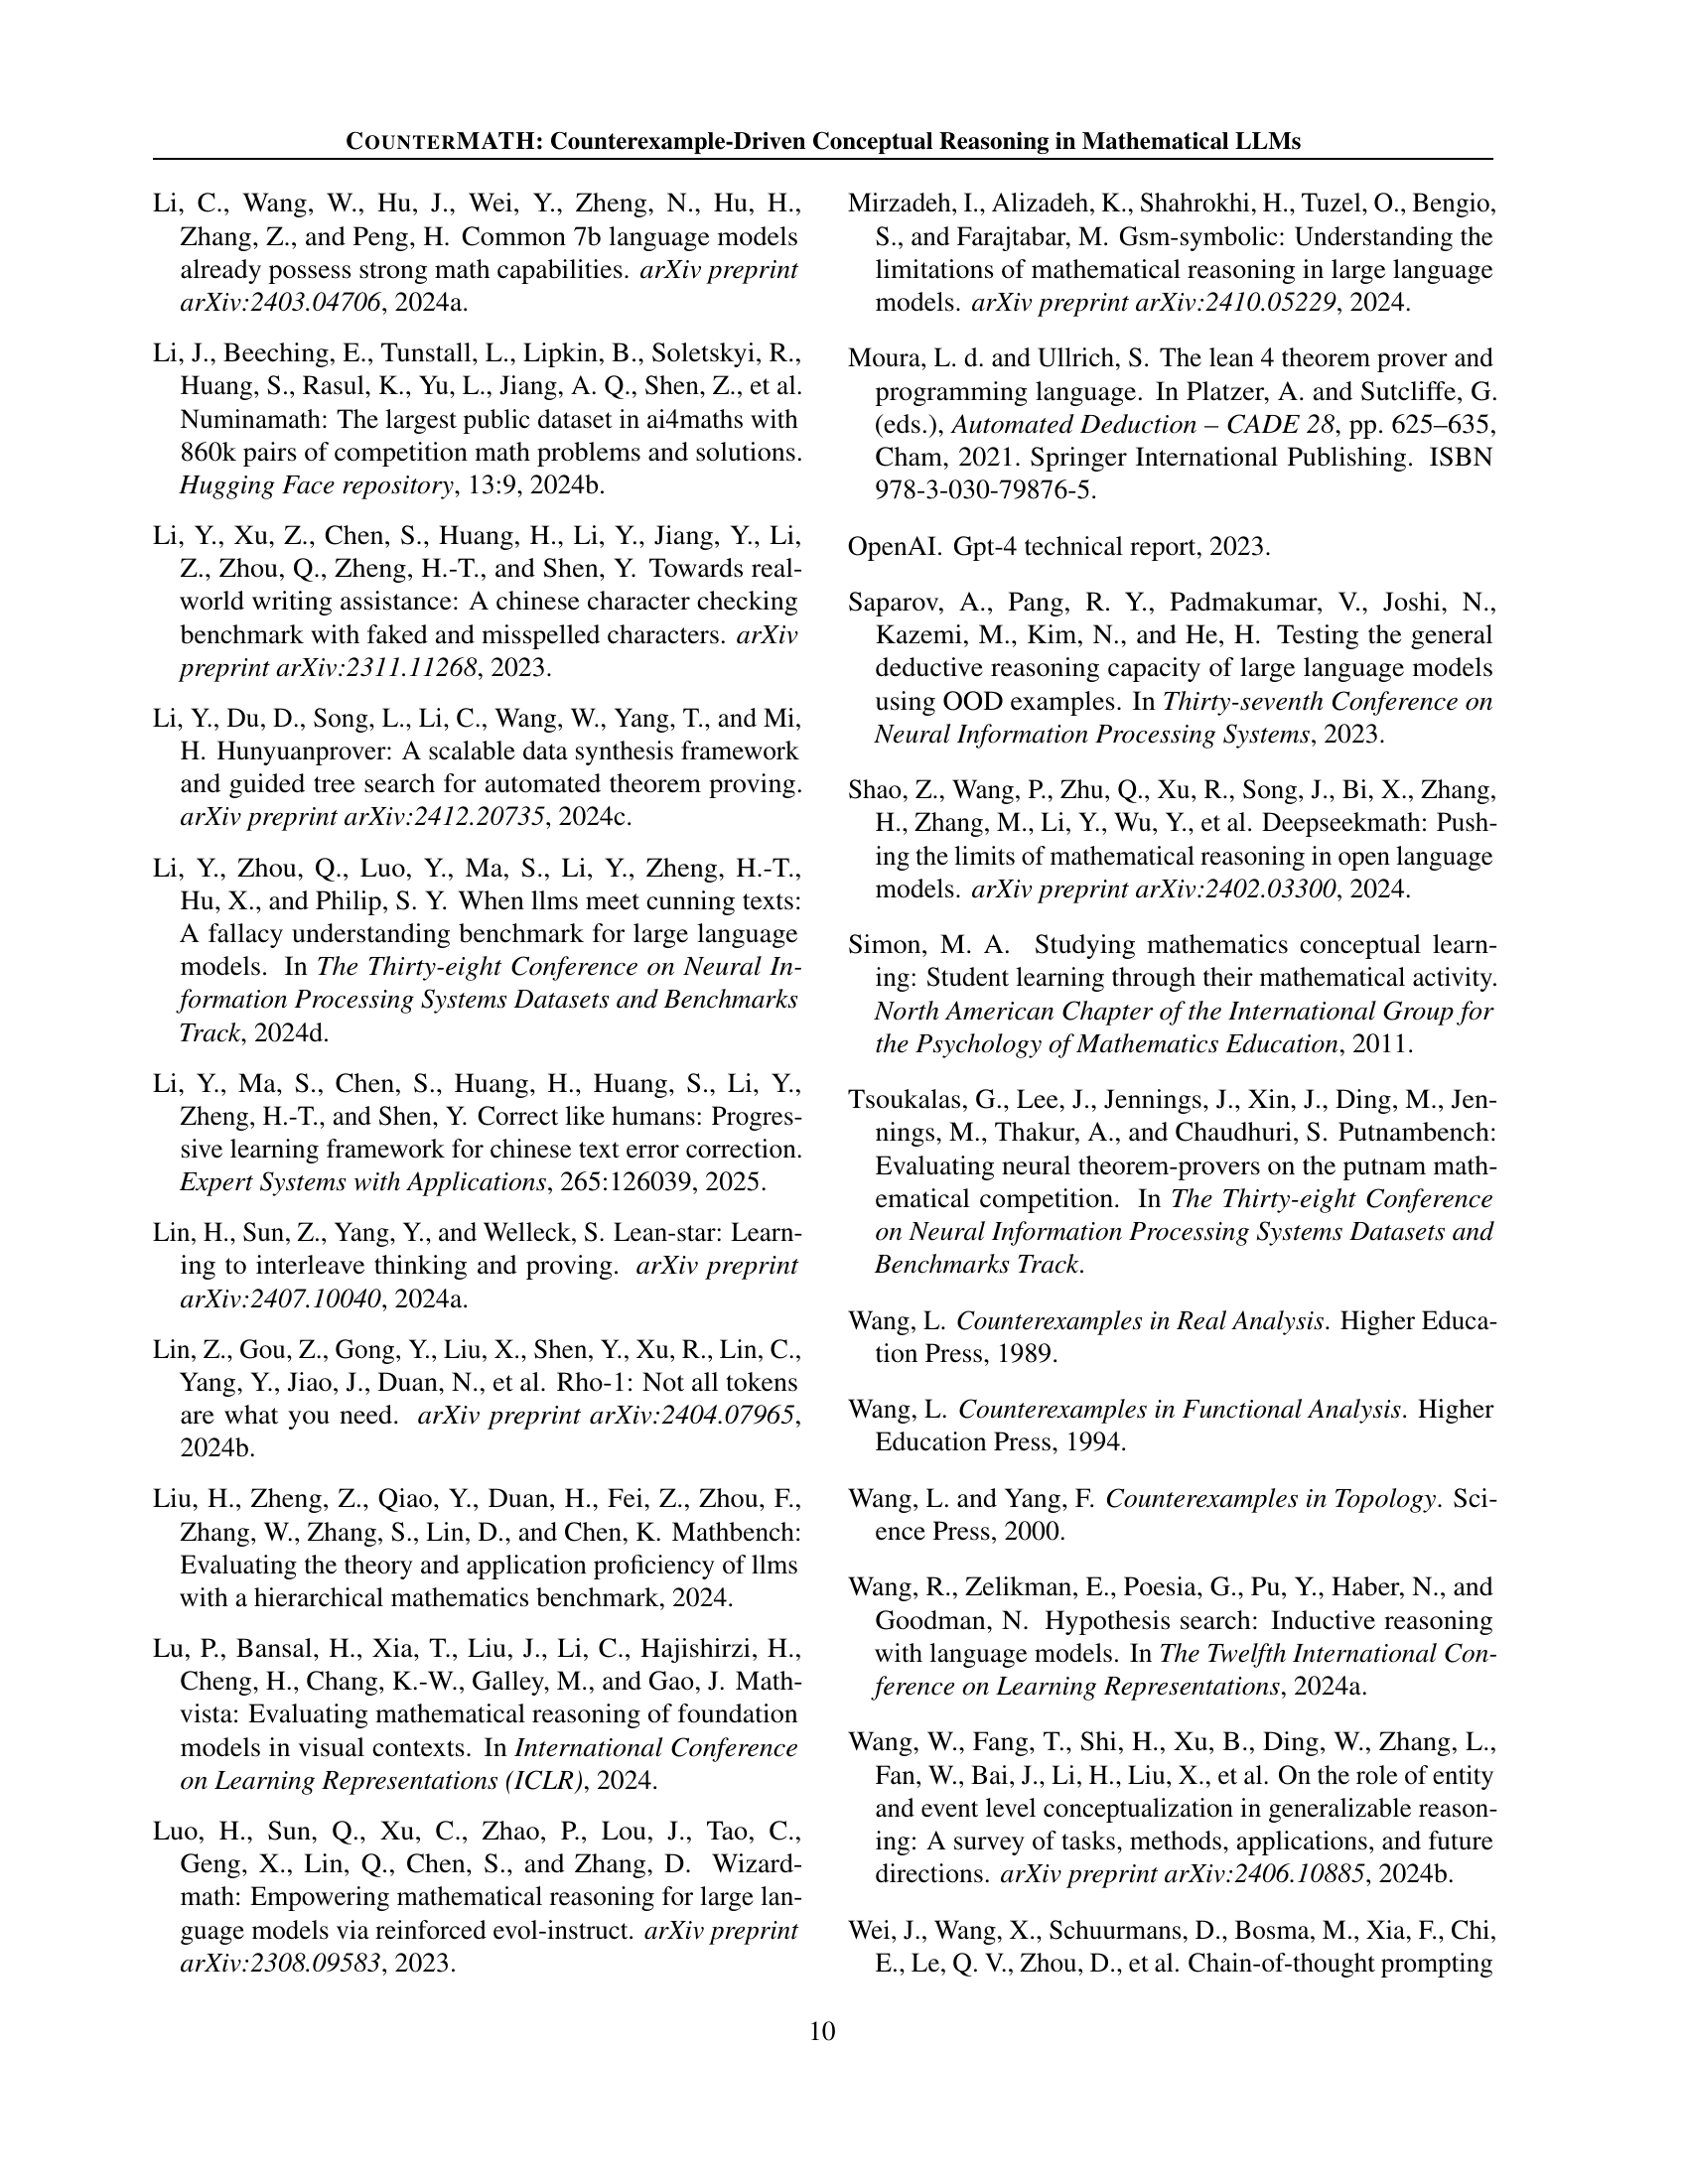 COUNTERMATH: Counterexample-Driven Conceptual Reasoning in Mathematical LLMs
Li, C., Wang, W., Hu, J., Wei, Y., Zheng, N., Hu, H.,
Zhang, Z., and Peng, H. Common 7b language models
already possess strong math capabilities. arXiv preprint
arXiv:2403.04706, 2024a.
Li, J., Beeching, E., Tunstall, L., Lipkin, B., Soletskyi, R.,
Huang, S., Rasul, K., Yu, L., Jiang, A. Q., Shen, Z., et al.
Numinamath: The largest public dataset in ai4maths with
860k pairs of competition math problems and solutions.
Hugging Face repository, 13:9, 2024b.
Li, Y., Xu, Z., Chen, S., Huang, H., Li, Y., Jiang, Y., Li,
Z., Zhou, Q., Zheng, H.-T., and Shen, Y. Towards real-
world writing assistance: A chinese character checking
benchmark with faked and misspelled characters. arXiv
preprint arXiv:2311.11268, 2023.
Li, Y., Du, D., Song, L., Li, C., Wang, W., Yang, T., and Mi,
H. Hunyuanprover: A scalable data synthesis framework
and guided tree search for automated theorem proving.
arXiv preprint arXiv:2412.20735, 2024c.
Li, Y., Zhou, Q., Luo, Y., Ma, S., Li, Y., Zheng, H.-T.,
Hu, X., and Philip, S. Y. When llms meet cunning texts:
A fallacy understanding benchmark for large language
models. In The Thirty-eight Conference on Neural In-
formation Processing Systems Datasets and Benchmarks
Track, 2024d.
Li, Y., Ma, S., Chen, S., Huang, H., Huang, S., Li, Y.,
Zheng, H.-T., and Shen, Y. Correct like humans: Progres-
sive learning framework for chinese text error correction.
Expert Systems with Applications, 265:126039, 2025.
Lin, H., Sun, Z., Yang, Y., and Welleck, S. Lean-star: Learn-
ing to interleave thinking and proving. arXiv preprint
arXiv:2407.10040, 2024a.
Lin, Z., Gou, Z., Gong, Y., Liu, X., Shen, Y., Xu, R., Lin, C.,
Yang, Y., Jiao, J., Duan, N., et al. Rho-1: Not all tokens
are what you need. arXiv preprint arXiv:2404.07965,
2024b.
Liu, H., Zheng, Z., Qiao, Y., Duan, H., Fei, Z., Zhou, F.,
Zhang, W., Zhang, S., Lin, D., and Chen, K. Mathbench:
Evaluating the theory and application proficiency of llms
with a hierarchical mathematics benchmark, 2024.
Lu, P., Bansal, H., Xia, T., Liu, J., Li, C., Hajishirzi, H.,
Cheng, H., Chang, K.-W., Galley, M., and Gao, J. Math-
vista: Evaluating mathematical reasoning of foundation
models in visual contexts. In International Conference
on Learning Representations (ICLR), 2024.
Luo, H., Sun, Q., Xu, C., Zhao, P., Lou, J., Tao, C.,
Geng, X., Lin, Q., Chen, S., and Zhang, D. Wizard-
math: Empowering mathematical reasoning for large lan-
guage models via reinforced evol-instruct. arXiv preprint
arXiv:2308.09583, 2023.
Mirzadeh, I., Alizadeh, K., Shahrokhi, H., Tuzel, O., Bengio,
S., and Farajtabar, M. Gsm-symbolic: Understanding the
limitations of mathematical reasoning in large language
models. arXiv preprint arXiv:2410.05229, 2024.
Moura, L. d. and Ullrich, S. The lean 4 theorem prover and
programming language. In Platzer, A. and Sutcliffe, G.
(eds.), Automated Deduction – CADE 28, pp. 625–635,
Cham, 2021. Springer International Publishing. ISBN
978-3-030-79876-5.
OpenAI. Gpt-4 technical report, 2023.
Saparov, A., Pang, R. Y., Padmakumar, V., Joshi, N.,
Kazemi, M., Kim, N., and He, H. Testing the general
deductive reasoning capacity of large language models
using OOD examples. In Thirty-seventh Conference on
Neural Information Processing Systems, 2023.
Shao, Z., Wang, P., Zhu, Q., Xu, R., Song, J., Bi, X., Zhang,
H., Zhang, M., Li, Y., Wu, Y., et al. Deepseekmath: Push-
ing the limits of mathematical reasoning in open language
models. arXiv preprint arXiv:2402.03300, 2024.
Simon, M. A. Studying mathematics conceptual learn-
ing: Student learning through their mathematical activity.
North American Chapter of the International Group for
the Psychology of Mathematics Education, 2011.
Tsoukalas, G., Lee, J., Jennings, J., Xin, J., Ding, M., Jen-
nings, M., Thakur, A., and Chaudhuri, S. Putnambench:
Evaluating neural theorem-provers on the putnam math-
ematical competition. In The Thirty-eight Conference
on Neural Information Processing Systems Datasets and
Benchmarks Track.
Wang, L. Counterexamples in Real Analysis. Higher Educa-
tion Press, 1989.
Wang, L. Counterexamples in Functional Analysis. Higher
Education Press, 1994.
Wang, L. and Yang, F. Counterexamples in Topology. Sci-
ence Press, 2000.
Wang, R., Zelikman, E., Poesia, G., Pu, Y., Haber, N., and
Goodman, N. Hypothesis search: Inductive reasoning
with language models. In The Twelfth International Con-
ference on Learning Representations, 2024a.
Wang, W., Fang, T., Shi, H., Xu, B., Ding, W., Zhang, L.,
Fan, W., Bai, J., Li, H., Liu, X., et al. On the role of entity
and event level conceptualization in generalizable reason-
ing: A survey of tasks, methods, applications, and future
directions. arXiv preprint arXiv:2406.10885, 2024b.
Wei, J., Wang, X., Schuurmans, D., Bosma, M., Xia, F., Chi,
E., Le, Q. V., Zhou, D., et al. Chain-of-thought prompting
10